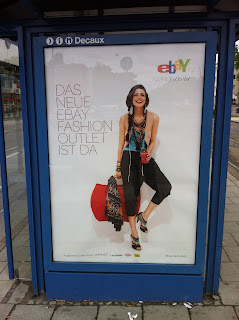 Decaux
ebay
DAS
NEUE
EBAY
FASHION
OUTLET
IST DA